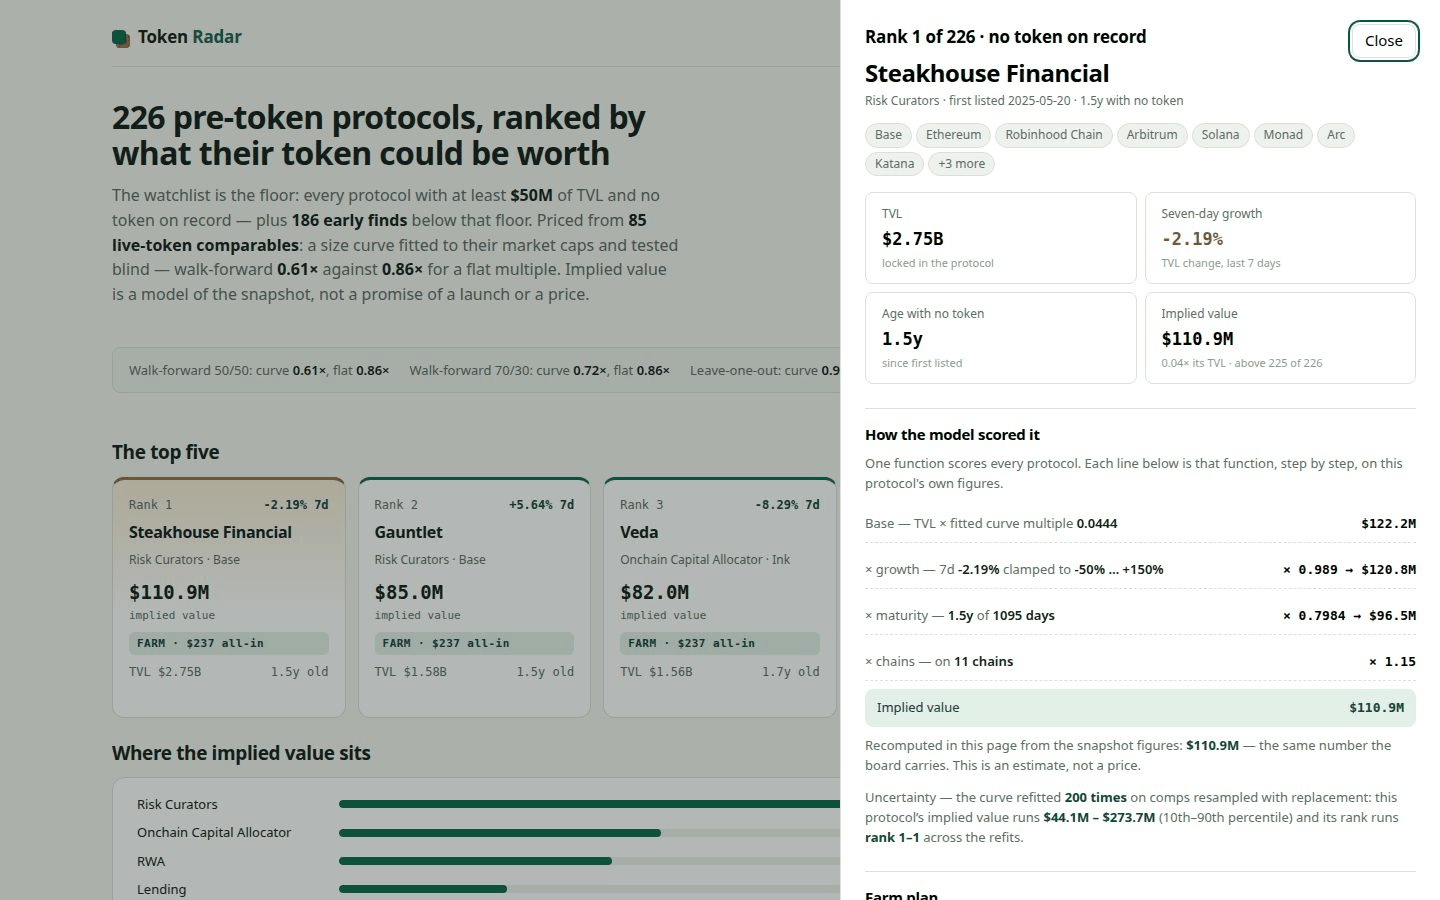 Token Radar
226 pre-token protocols, ranked by
what their token could be worth
The watchlist is the floor: every protocol with at least $50M of TVL and no
token on record — plus 186 early finds below that floor. Priced from 85
live-token comparables: a size curve fitted to their market caps and tested
blind — walk-forward 0.61× against 0.86× for a flat multiple. Implied value
is a model of the snapshot, not a promise of a launch or a price.
Walk-forward 50/50: curve 0.61×, flat 0.86× Walk-forward 70/30: curve 0.72×, flat 0.86× Leave-one-out: curve 0.9
The top five
Rank 1 -2.19% 7d
Steakhouse Financial
Risk Curators · Base
$110.9M
implied value
FARM · $237 all-in
TVL $2.75B 1.5y old
Rank 2 +5.64% 7d
Gauntlet
Risk Curators · Base
$85.0M
implied value
FARM · $237 all-in
TVL $1.58B 1.5y old
Rank 3 -8.29% 7d
Veda
Onchain Capital Allocator · Ink
$82.0M
implied value
FARM · $237 all-in
TVL $1.56B 1.7y old
Where the implied value sits
Risk Curators
Onchain Capital Allocator
RWA
Lending
Rank 1 of 226 · no token on record
Close
Steakhouse Financial
Risk Curators · first listed 2025-05-20 · 1.5y with no token
Base Ethereum Robinhood Chain Arbitrum Solana Monad Arc
Katana +3 more
TVL
$2.75B
locked in the protocol
Seven-day growth
-2.19%
TVL change, last 7 days
Age with no token
1.5y
since first listed
Implied value
$110.9M
0.04× its TVL · above 225 of 226
How the model scored it
One function scores every protocol. Each line below is that function, step by step, on this
protocol's own figures.
Base — TVL × fitted curve multiple 0.0444 $122.2M
× growth — 7d -2.19% clamped to -50% … +150% × 0.989 → $120.8M
× maturity — 1.5y of 1095 days × 0.7984 → $96.5M
× chains — on 11 chains × 1.15
Implied value $110.9M
Recomputed in this page from the snapshot figures: $110.9M — the same number the
board carries. This is an estimate, not a price.
Uncertainty — the curve refitted 200 times on comps resampled with replacement: this
protocol's implied value runs $44.1M – $273.7M (10th–90th percentile) and its rank runs
rank 1–1 across the refits.
Farm plan